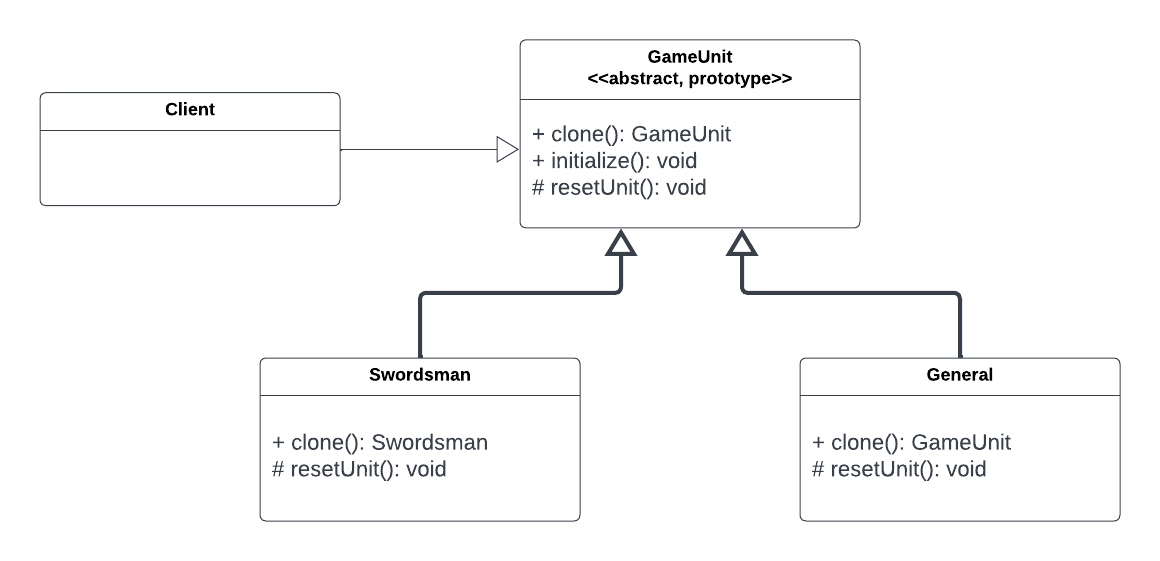 Client
GameUnit
<<abstract, prototype>>
+ clone(): GameUnit
+ initialize(): void
# resetUnit(): void
Swordsman
+ clone(): Swordsman
# resetUnit(): void
General
+ clone(): GameUnit
# resetUnit(): void